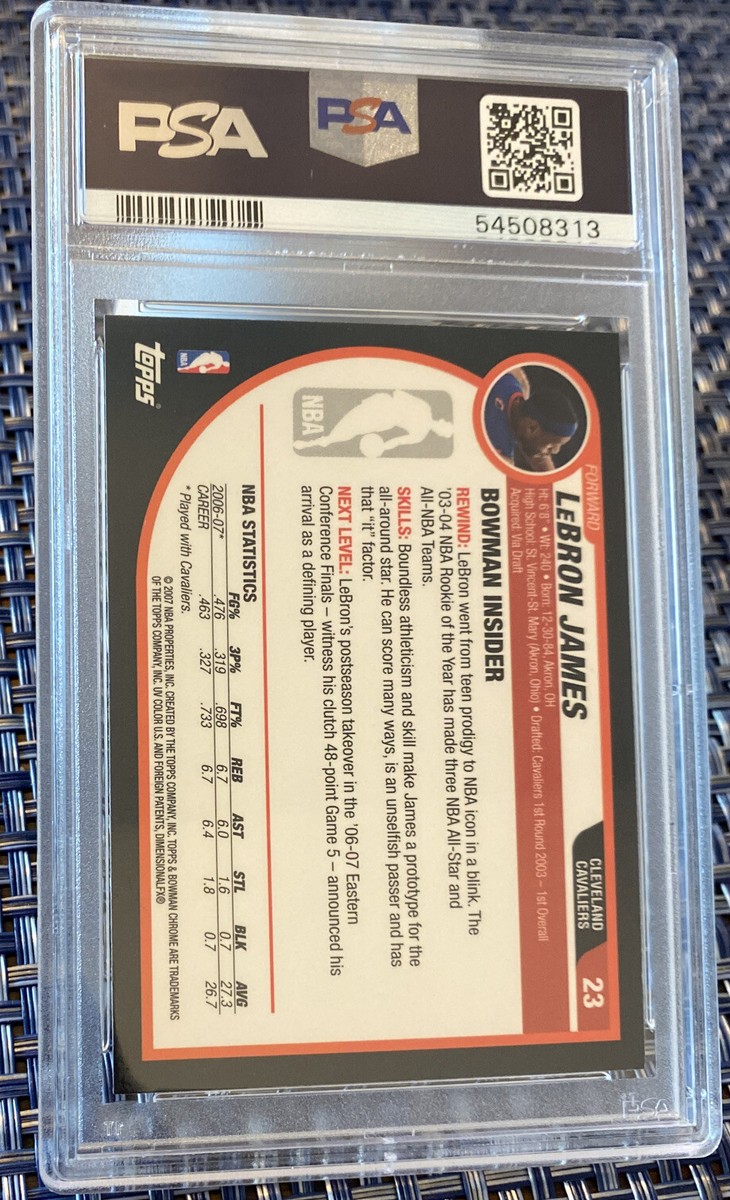 PSA
PSA
54508313
FORWARD
LeBRON JAMES
CLEVELAND
CAVALIERS
23
Ht: 6'8" • Wt: 240 • Born: 12-30-84, Akron, OH
High School: St. Vincent-St. Mary (Akron, Ohio) • Drafted: Cavaliers 1st Round 2003 – 1st Overall
Acquired: Via Draft
BOWMAN INSIDER
REWIND: LeBron went from teen prodigy to NBA icon in a blink. The
'03-04 NBA Rookie of the Year has made three NBA All-Star and
All-NBA Teams.
SKILLS: Boundless athleticism and skill make James a prototype for the
all-around star. He can score many ways, is an unselfish passer and has
that "it" factor.
NEXT LEVEL: LeBron's postseason takeover in the '06-07 Eastern
Conference Finals – witness his clutch 48-point Game 5 – announced his
arrival as a defining player.
NBA
NBA STATISTICS
FG% 3P% FT% REB AST STL BLK AVG
2006-07* .476 .319 .698 6.7 6.0 1.6 0.7 27.3
CAREER .463 .327 .733 6.7 6.4 1.8 0.7 26.7
* Played with Cavaliers.
© 2007 NBA PROPERTIES, INC. CREATED BY THE TOPPS COMPANY, INC. TOPPS & BOWMAN CHROME ARE TRADEMARKS
OF THE TOPPS COMPANY, INC. UV COLOR U.S. AND FOREIGN PATENTS, DIMENSIONALFX®
NBA
TOPPS®
PSA